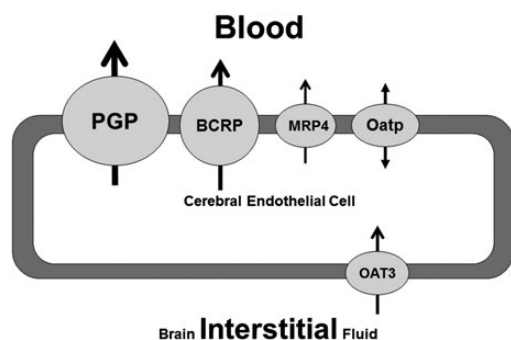 Blood
PGP
BCRP
MRP4
Oatp
Cerebral Endothelial Cell
OAT3
Brain Interstitial Fluid